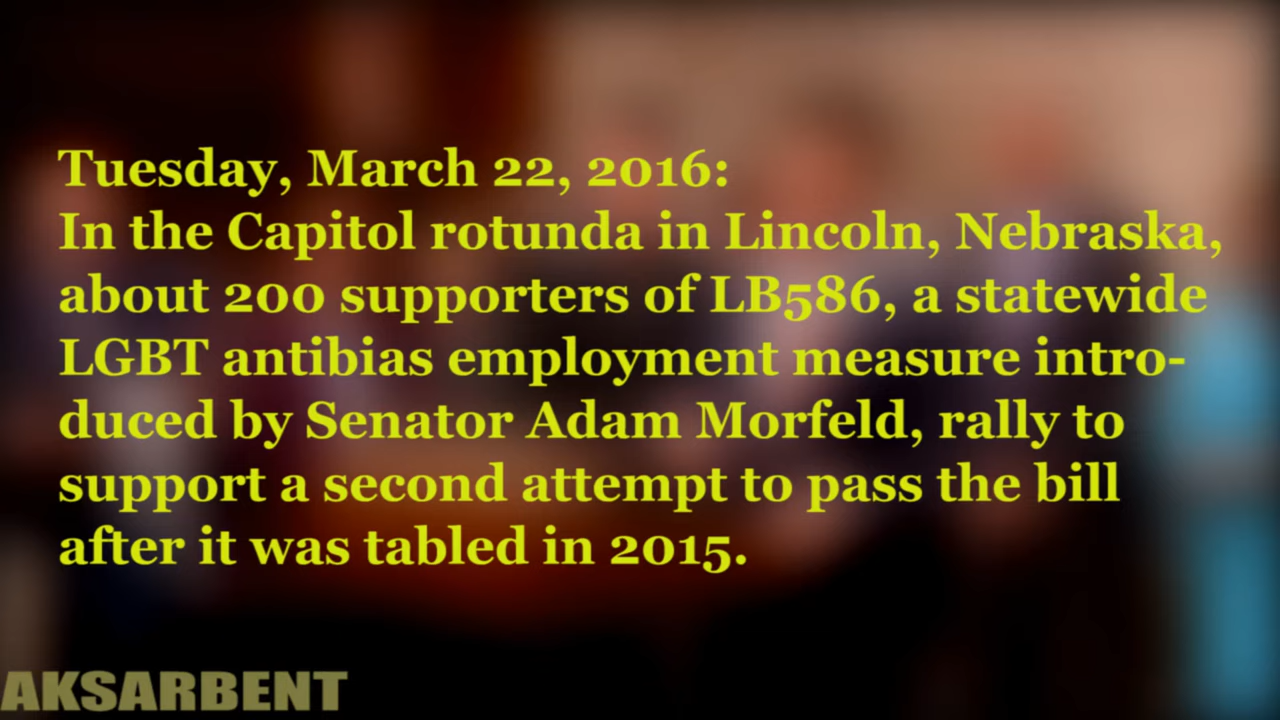 Tuesday, March 22, 2016:
In the Capitol rotunda in Lincoln, Nebraska,
about 200 supporters of LB586, a statewide
LGBT antibias employment measure intro-
duced by Senator Adam Morfeld, rally to
support a second attempt to pass the bill
after it was tabled in 2015.
AKSARBENT